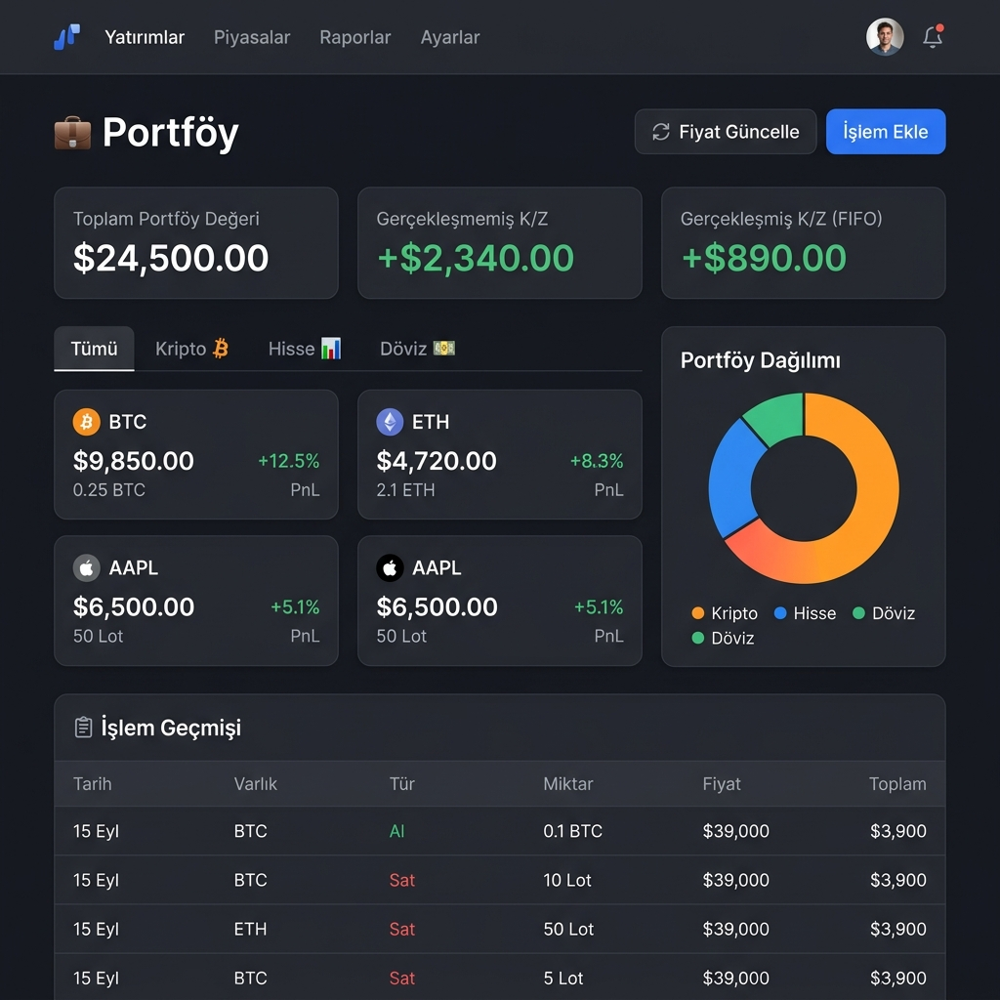 Yatırımlar Piyasalar Raporlar Ayarlar
Portföy
Fiyat Güncelle
İşlem Ekle
Toplam Portföy Değeri
$24,500.00
Gerçekleşmemiş K/Z
+$2,340.00
Gerçekleşmiş K/Z (FIFO)
+$890.00
Tümü Kripto Hisse Döviz
BTC
$9,850.00 +12.5%
0.25 BTC PnL
ETH
$4,720.00 +8.3%
2.1 ETH PnL
AAPL
$6,500.00 +5.1%
50 Lot PnL
AAPL
$6,500.00 +5.1%
50 Lot PnL
Portföy Dağılımı
Kripto Hisse Döviz
Döviz
İşlem Geçmişi
Tarih Varlık Tür Miktar Fiyat Toplam
15 Eyl BTC Al 0.1 BTC $39,000 $3,900
15 Eyl BTC Sat 10 Lot $39,000 $3,900
15 Eyl ETH Sat 50 Lot $39,000 $3,900
15 Eyl BTC Sat 5 Lot $39,000 $3,900